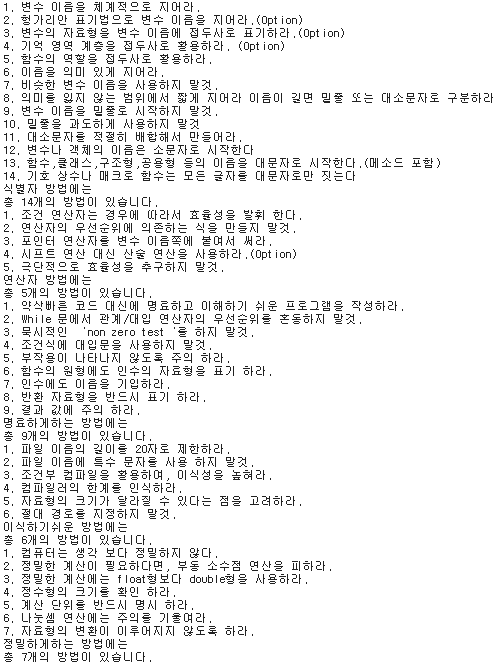 1. 변수 이름을 체계적으로 지어라.
2. 헝가리안 표기법으로 변수 이름을 지어라.(Option)
3. 변수의 자료형을 변수 이름에 접두사로 표기하라.(Option)
4. 기억 영역 계층을 접두사로 활용하라. (Option)
5. 함수의 역할을 접두사로 활용하라.
6. 이름을 의미 있게 지어라.
7. 비슷한 변수 이름을 사용하지 말것.
8. 의미를 잃지 않는 범위에서 짧게 지어라 이름이 길면 밑줄 또는 대소문자로 구분하라
9. 변수 이름을 밑줄로 시작하지 말것.
10. 밑줄을 과도하게 사용하지 말것
11. 대소문자를 적절히 배합해서 만들어라.
12. 변수나 객체의 이름은 소문자로 시작한다
13. 함수,클래스,구조형,공용형 등의 이름을 대문자로 시작한다.(메소드 포함)
14. 기호 상수나 매크로 함수는 모든 글자를 대문자로만 짓는다
식별자 방법에는
총 14개의 방법이 있습니다.
1. 조건 연산자는 경우에 따라서 효율성을 발휘 한다.
2. 연산자의 우선순위에 의존하는 식을 만들지 말것.
3. 포인터 연산자를 변수 이름쪽에 붙여서 써라.
4. 시프트 연산 대신 산술 연산을 사용하라.(Option)
5. 극단적으로 효율성을 추구하지 말것.
연산자 방법에는
총 5개의 방법이 있습니다.
1. 약삭빠른 코드 대신에 명료하고 이해하기 쉬운 프로그램을 작성하라.
2. While 문에서 관계/대입 연산자의 우선순위를 혼동하지 말것.
3. 묵시적인 'non zero test '을 하지 말것.
4. 조건식에 대입문을 사용하지 말것.
5. 부작용이 나타나지 않도록 주의 하라.
6. 함수의 원형에도 인수의 자료형을 표기 하라.
7. 인수에도 이름을 기입하라.
8. 반환 자료형을 반드시 표기 하라.
9. 결과 값에 주의 하라.
명료하게하는 방법에는
총 9개의 방법이 있습니다.
1. 파일 이름의 길이를 20자로 제한하라.
2. 파일 이름에 특수 문자를 사용 하지 말것.
3. 조건부 컴파일을 활용하여, 이식성을 높혀라.
4. 컴파일러의 한계를 인식하라.
5. 자료형의 크기가 달라질 수 있다는 점을 고려하라.
6. 절대 경로를 지정하지 말것.
이식하기쉬운 방법에는
총 6개의 방법이 있습니다.
1. 컴퓨터는 생각 보다 정밀하지 않다.
2. 정밀한 계산이 필요하다면, 부동 소수점 연산을 피하라.
3. 정밀한 계산에는 float형보다 double형을 사용하라.
4. 정수형의 크기를 확인 하라.
5. 계산 단위를 반드시 명시 하라.
6. 나눗셈 연산에는 주의를 기울여라.
7. 자료형의 변환이 이루어지지 않도록 하라.
정밀하게하는 방법에는
총 7개의 방법이 있습니다.